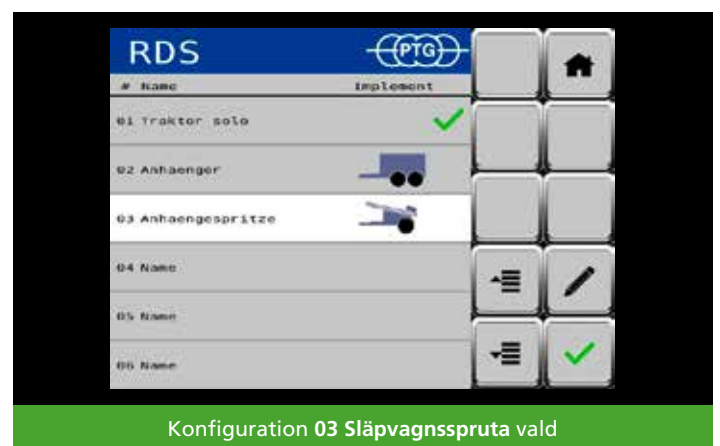 RDS PTG
# Name Implement
01 Traktor solo
02 Anhaenger
03 Anhaengespritze
04 Name
05 Name
06 Name
Konfiguration 03 Släpvagnsspruta vald